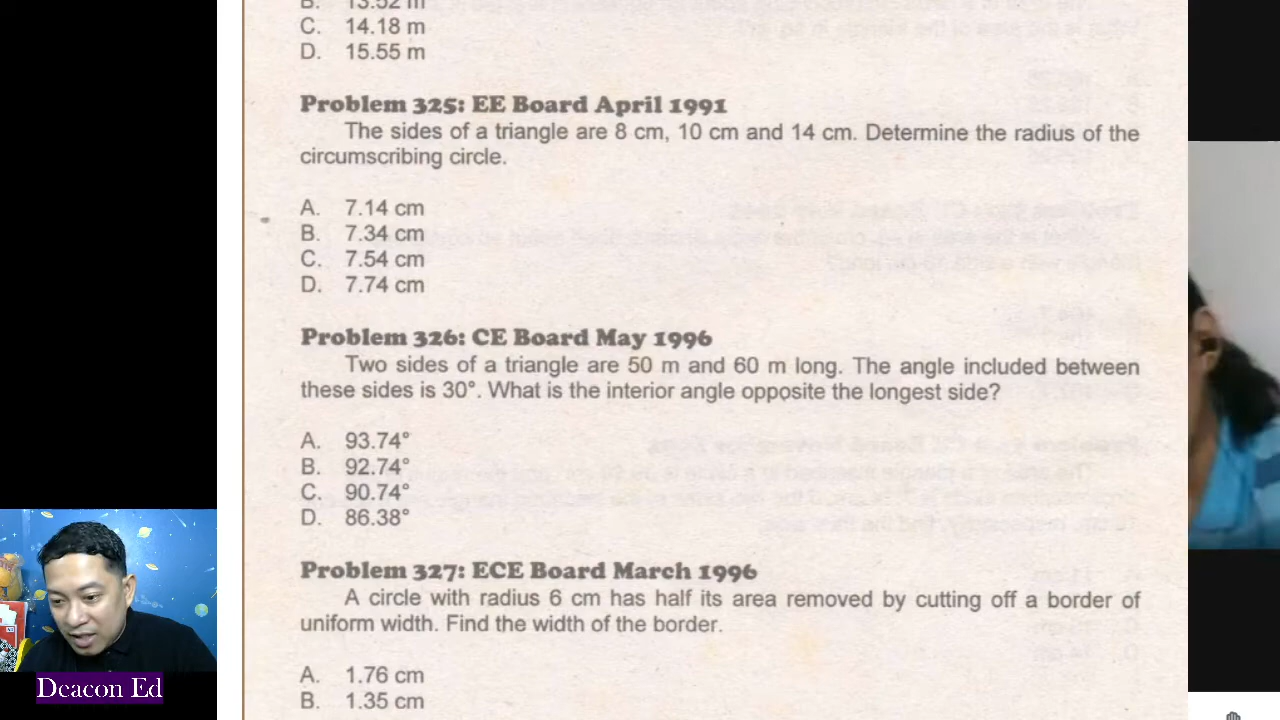 B. 13.52 m
C. 14.18 m
D. 15.55 m
Problem 325: EE Board April 1991
The sides of a triangle are 8 cm, 10 cm and 14 cm. Determine the radius of the
circumscribing circle.
A. 7.14 cm
B. 7.34 cm
C. 7.54 cm
D. 7.74 cm
Problem 326: CE Board May 1996
Two sides of a triangle are 50 m and 60 m long. The angle included between
these sides is 30°. What is the interior angle opposite the longest side?
A. 93.74°
B. 92.74°
C. 90.74°
D. 86.38°
Problem 327: ECE Board March 1996
A circle with radius 6 cm has half its area removed by cutting off a border of
uniform width. Find the width of the border.
A. 1.76 cm
B. 1.35 cm
Deacon Ed